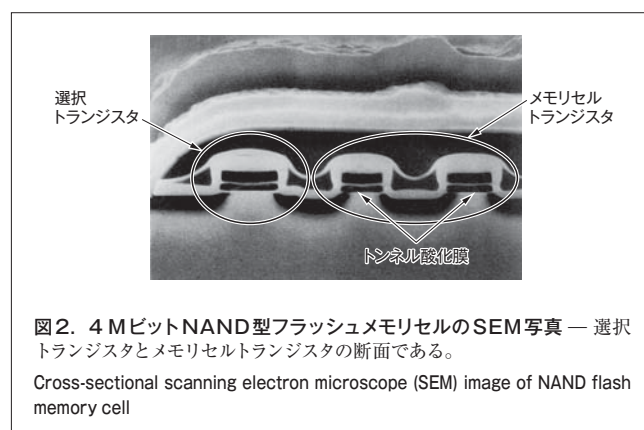 選択
トランジスタ
メモリセル
トランジスタ
トンネル酸化膜
図2. 4 MビットNAND型フラッシュメモリセルのSEM写真 — 選択
トランジスタとメモリセルトランジスタの断面である。
Cross-sectional scanning electron microscope (SEM) image of NAND flash
memory cell